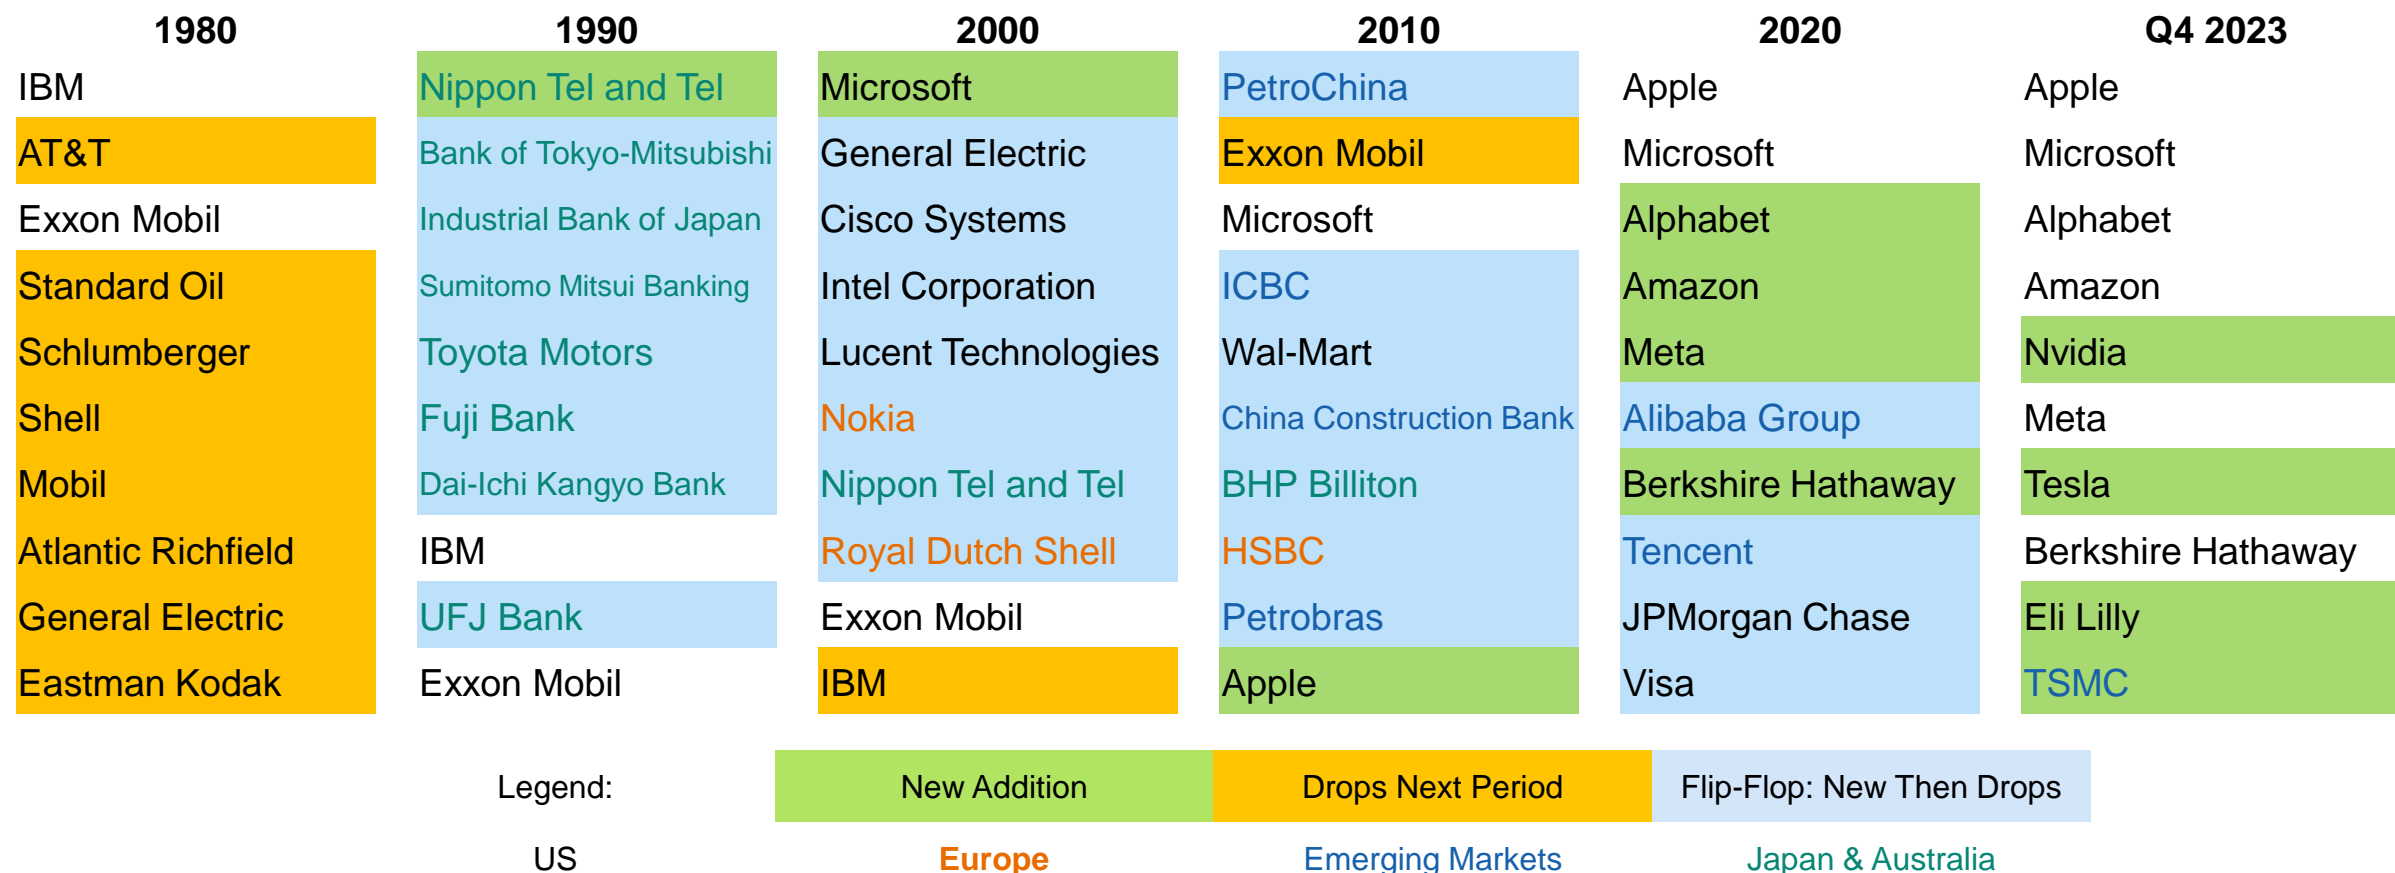 1980 1990 2000 2010 2020 Q4 2023
IBM Nippon Tel and Tel Microsoft PetroChina Apple Apple
AT&T Bank of Tokyo-Mitsubishi General Electric Exxon Mobil Microsoft Microsoft
Exxon Mobil Industrial Bank of Japan Cisco Systems Microsoft Alphabet Alphabet
Standard Oil Sumitomo Mitsui Banking Intel Corporation ICBC Amazon Amazon
Schlumberger Toyota Motors Lucent Technologies Wal-Mart Meta Nvidia
Shell Fuji Bank Nokia China Construction Bank Alibaba Group Meta
Mobil Dai-Ichi Kangyo Bank Nippon Tel and Tel BHP Billiton Berkshire Hathaway Tesla
Atlantic Richfield IBM Royal Dutch Shell HSBC Tencent Berkshire Hathaway
General Electric UFJ Bank Exxon Mobil Petrobras JPMorgan Chase Eli Lilly
Eastman Kodak Exxon Mobil IBM Apple Visa TSMC
Legend: New Addition Drops Next Period Flip-Flop: New Then Drops
US Europe Emerging Markets Japan & Australia